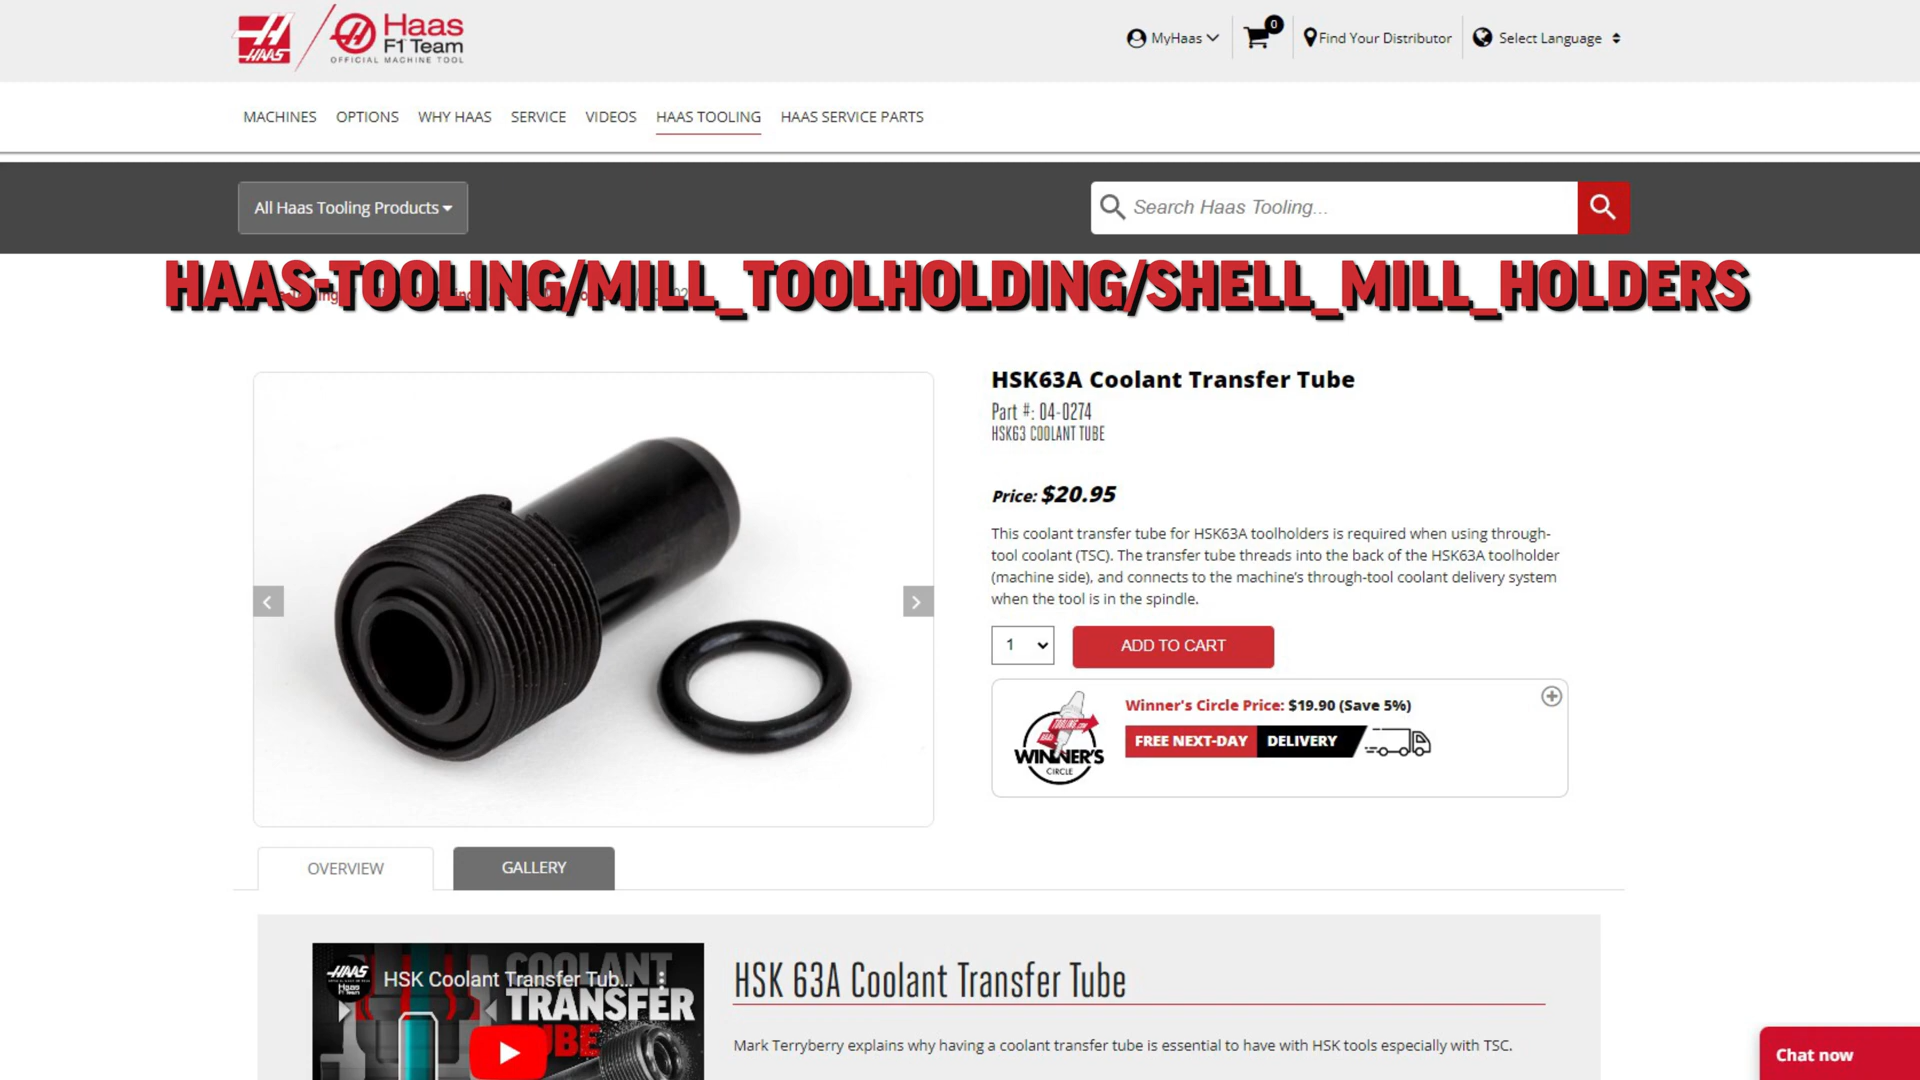 HAAS
Haas
F1 Team
OFFICIAL MACHINE TOOL
MyHaas
0
Find Your Distributor
Select Language
MACHINES
OPTIONS
WHY HAAS
SERVICE
VIDEOS
HAAS TOOLING
HAAS SERVICE PARTS
All Haas Tooling Products
Search Haas Tooling...
HAAS-TOOLING/MILL_TOOLHOLDING/SHELL_MILL_HOLDERS
HSK63A Coolant Transfer Tube
Part #: 04-0274
HSK63 COOLANT TUBE
Price: $20.95
This coolant transfer tube for HSK63A toolholders is required when using through-
tool coolant (TSC). The transfer tube threads into the back of the HSK63A toolholder
(machine side), and connects to the machine's through-tool coolant delivery system
when the tool is in the spindle.
1
ADD TO CART
WINNER'S
CIRCLE
Winner's Circle Price: $19.90 (Save 5%)
FREE NEXT-DAY DELIVERY
OVERVIEW
GALLERY
HAAS
Haas
F1 Team
HSK Coolant Transfer Tub...
COOLANT
TRANSFER
HSK 63A Coolant Transfer Tube
Mark Terryberry explains why having a coolant transfer tube is essential to have with HSK tools especially with TSC.
Chat now